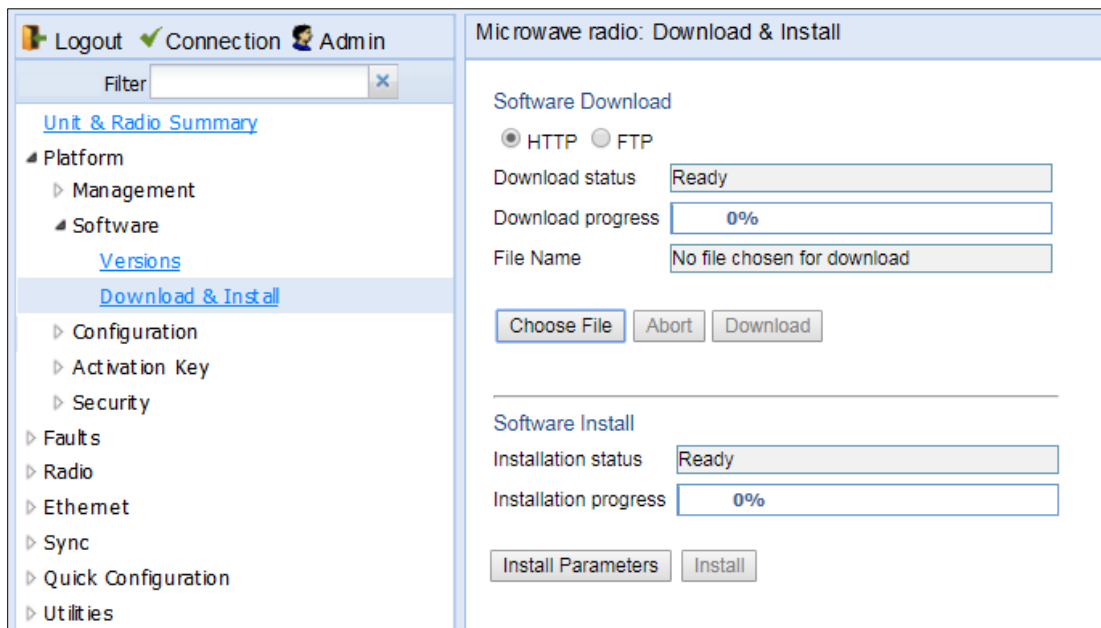 Logout Connection Admin
Filter
Unit & Radio Summary
Platform
Management
Software
Versions
Download & Install
Configuration
Activation Key
Security
Faults
Radio
Ethernet
Sync
Quick Configuration
Utilities
Microwave radio: Download & Install
Software Download
HTTP FTP
Download status Ready
Download progress 0%
File Name No file chosen for download
Choose File Abort Download
Software Install
Installation status Ready
Installation progress 0%
Install Parameters Install